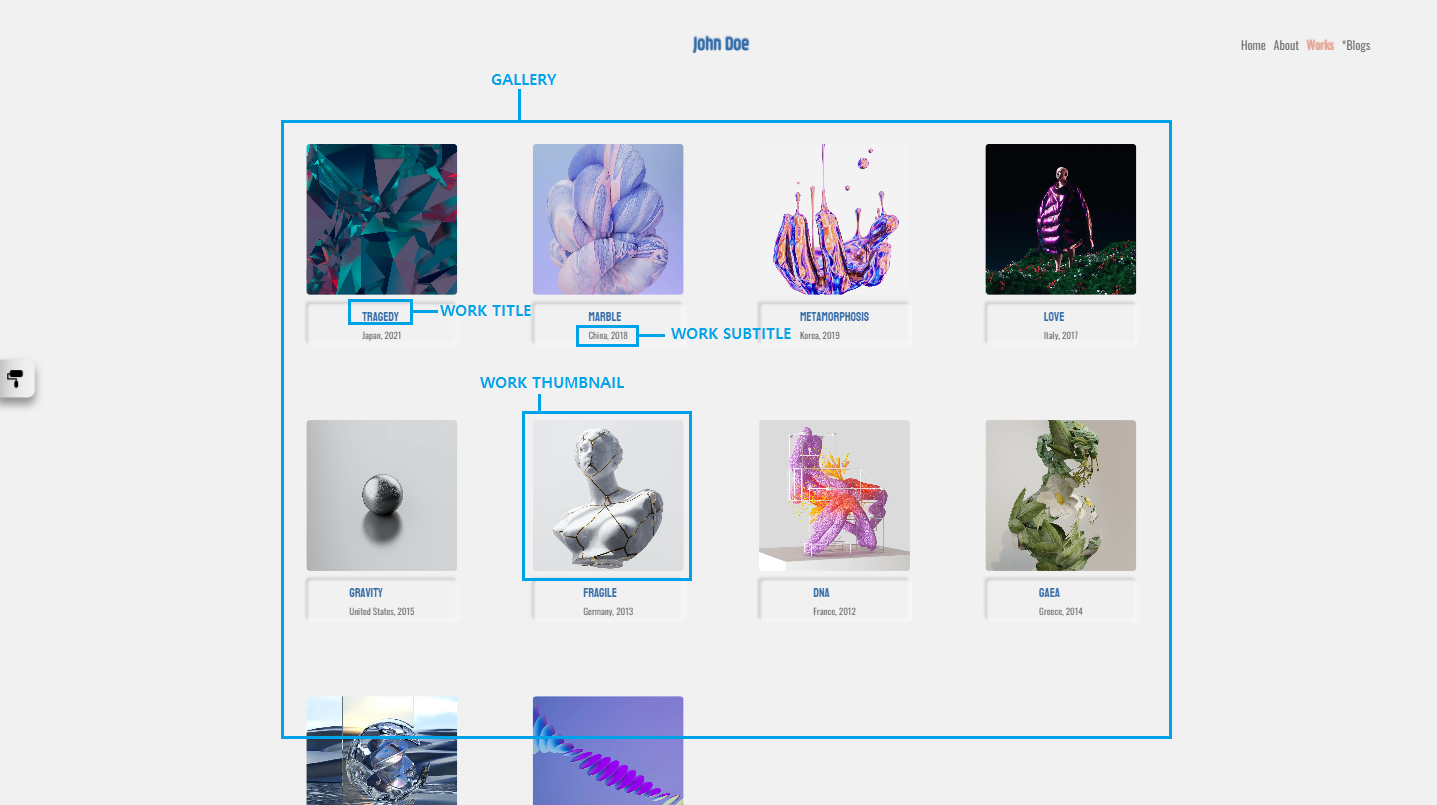 John Doe
Home About Works *Blogs
GALLERY
TRAGEDY
Japan, 2021
WORK TITLE
MARBLE
China, 2018
WORK SUBTITLE
METAMORPHOSIS
Korea, 2019
LOVE
Italy, 2017
WORK THUMBNAIL
GRAVITY
United States, 2015
FRAGILE
Germany, 2013
DNA
France, 2012
GAEA
Greece, 2014